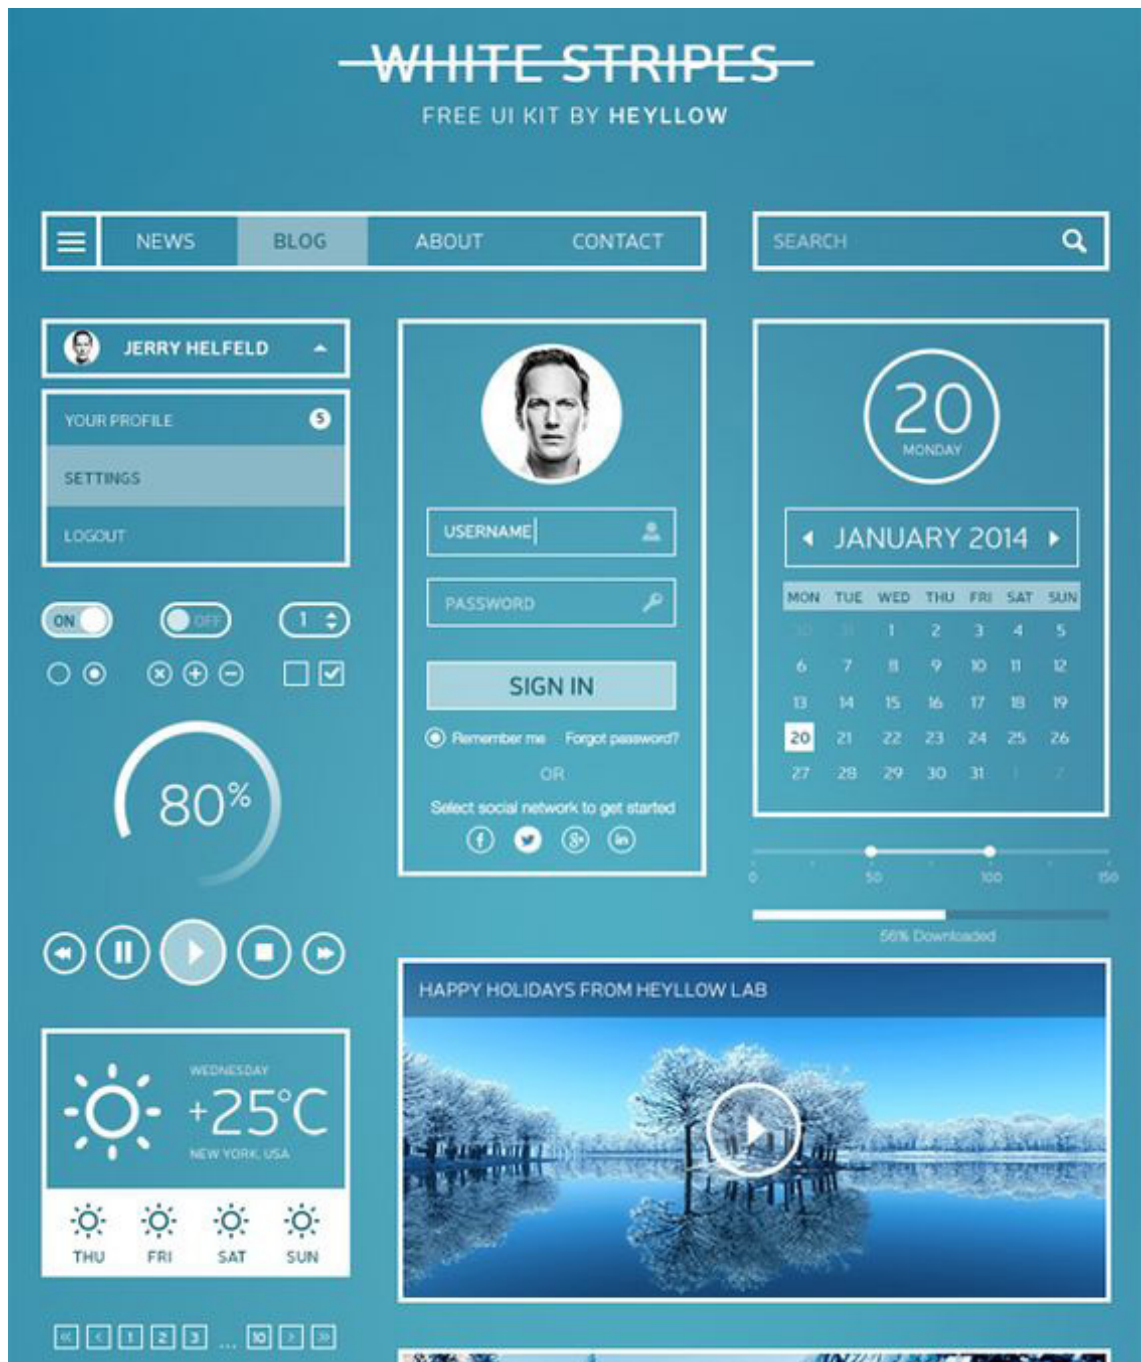 WHITE STRIPES
FREE UI KIT BY HEYLLOW
NEWS BLOG ABOUT CONTACT
SEARCH
JERRY HELFELD
YOUR PROFILE 5
SETTINGS
LOGOUT
ON OFF 1
80%
WEDNESDAY
+25°C
NEW YORK, USA
THU FRI SAT SUN
« < 1 2 3 ... 10 > »
USERNAME
PASSWORD
SIGN IN
Remember me Forgot password?
OR
Select social network to get started
f g+ in
20
MONDAY
JANUARY 2014
MON TUE WED THU FRI SAT SUN
30 31 1 2 3 4 5
6 7 8 9 10 11 12
13 14 15 16 17 18 19
20 21 22 23 24 25 26
27 28 29 30 31 1 2
0 50 100 150
56% Downloaded
HAPPY HOLIDAYS FROM HEYLLOW LAB